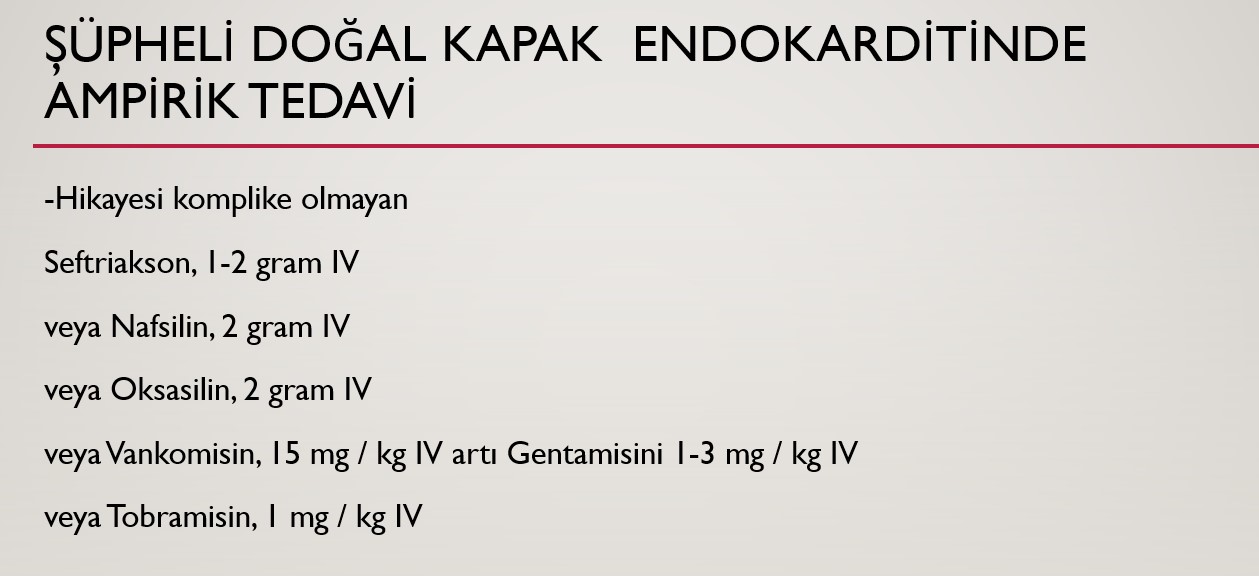 ŞÜPHELİ DOĞAL KAPAK ENDOKARDİTİNDE
AMPİRİK TEDAVİ
-Hikayesi komplike olmayan
Seftriakson, 1-2 gram IV
veya Nafsilin, 2 gram IV
veya Oksasilin, 2 gram IV
veya Vankomisin, 15 mg / kg IV artı Gentamisini 1-3 mg / kg IV
veya Tobramisin, 1 mg / kg IV